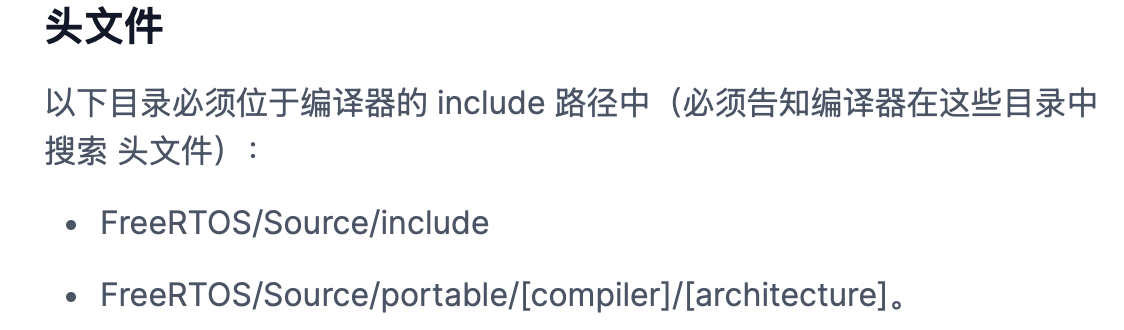 头文件
以下目录必须位于编译器的 include 路径中（必须告知编译器在这些目录中
搜索 头文件）：
• FreeRTOS/Source/include
• FreeRTOS/Source/portable/[compiler]/[architecture]。